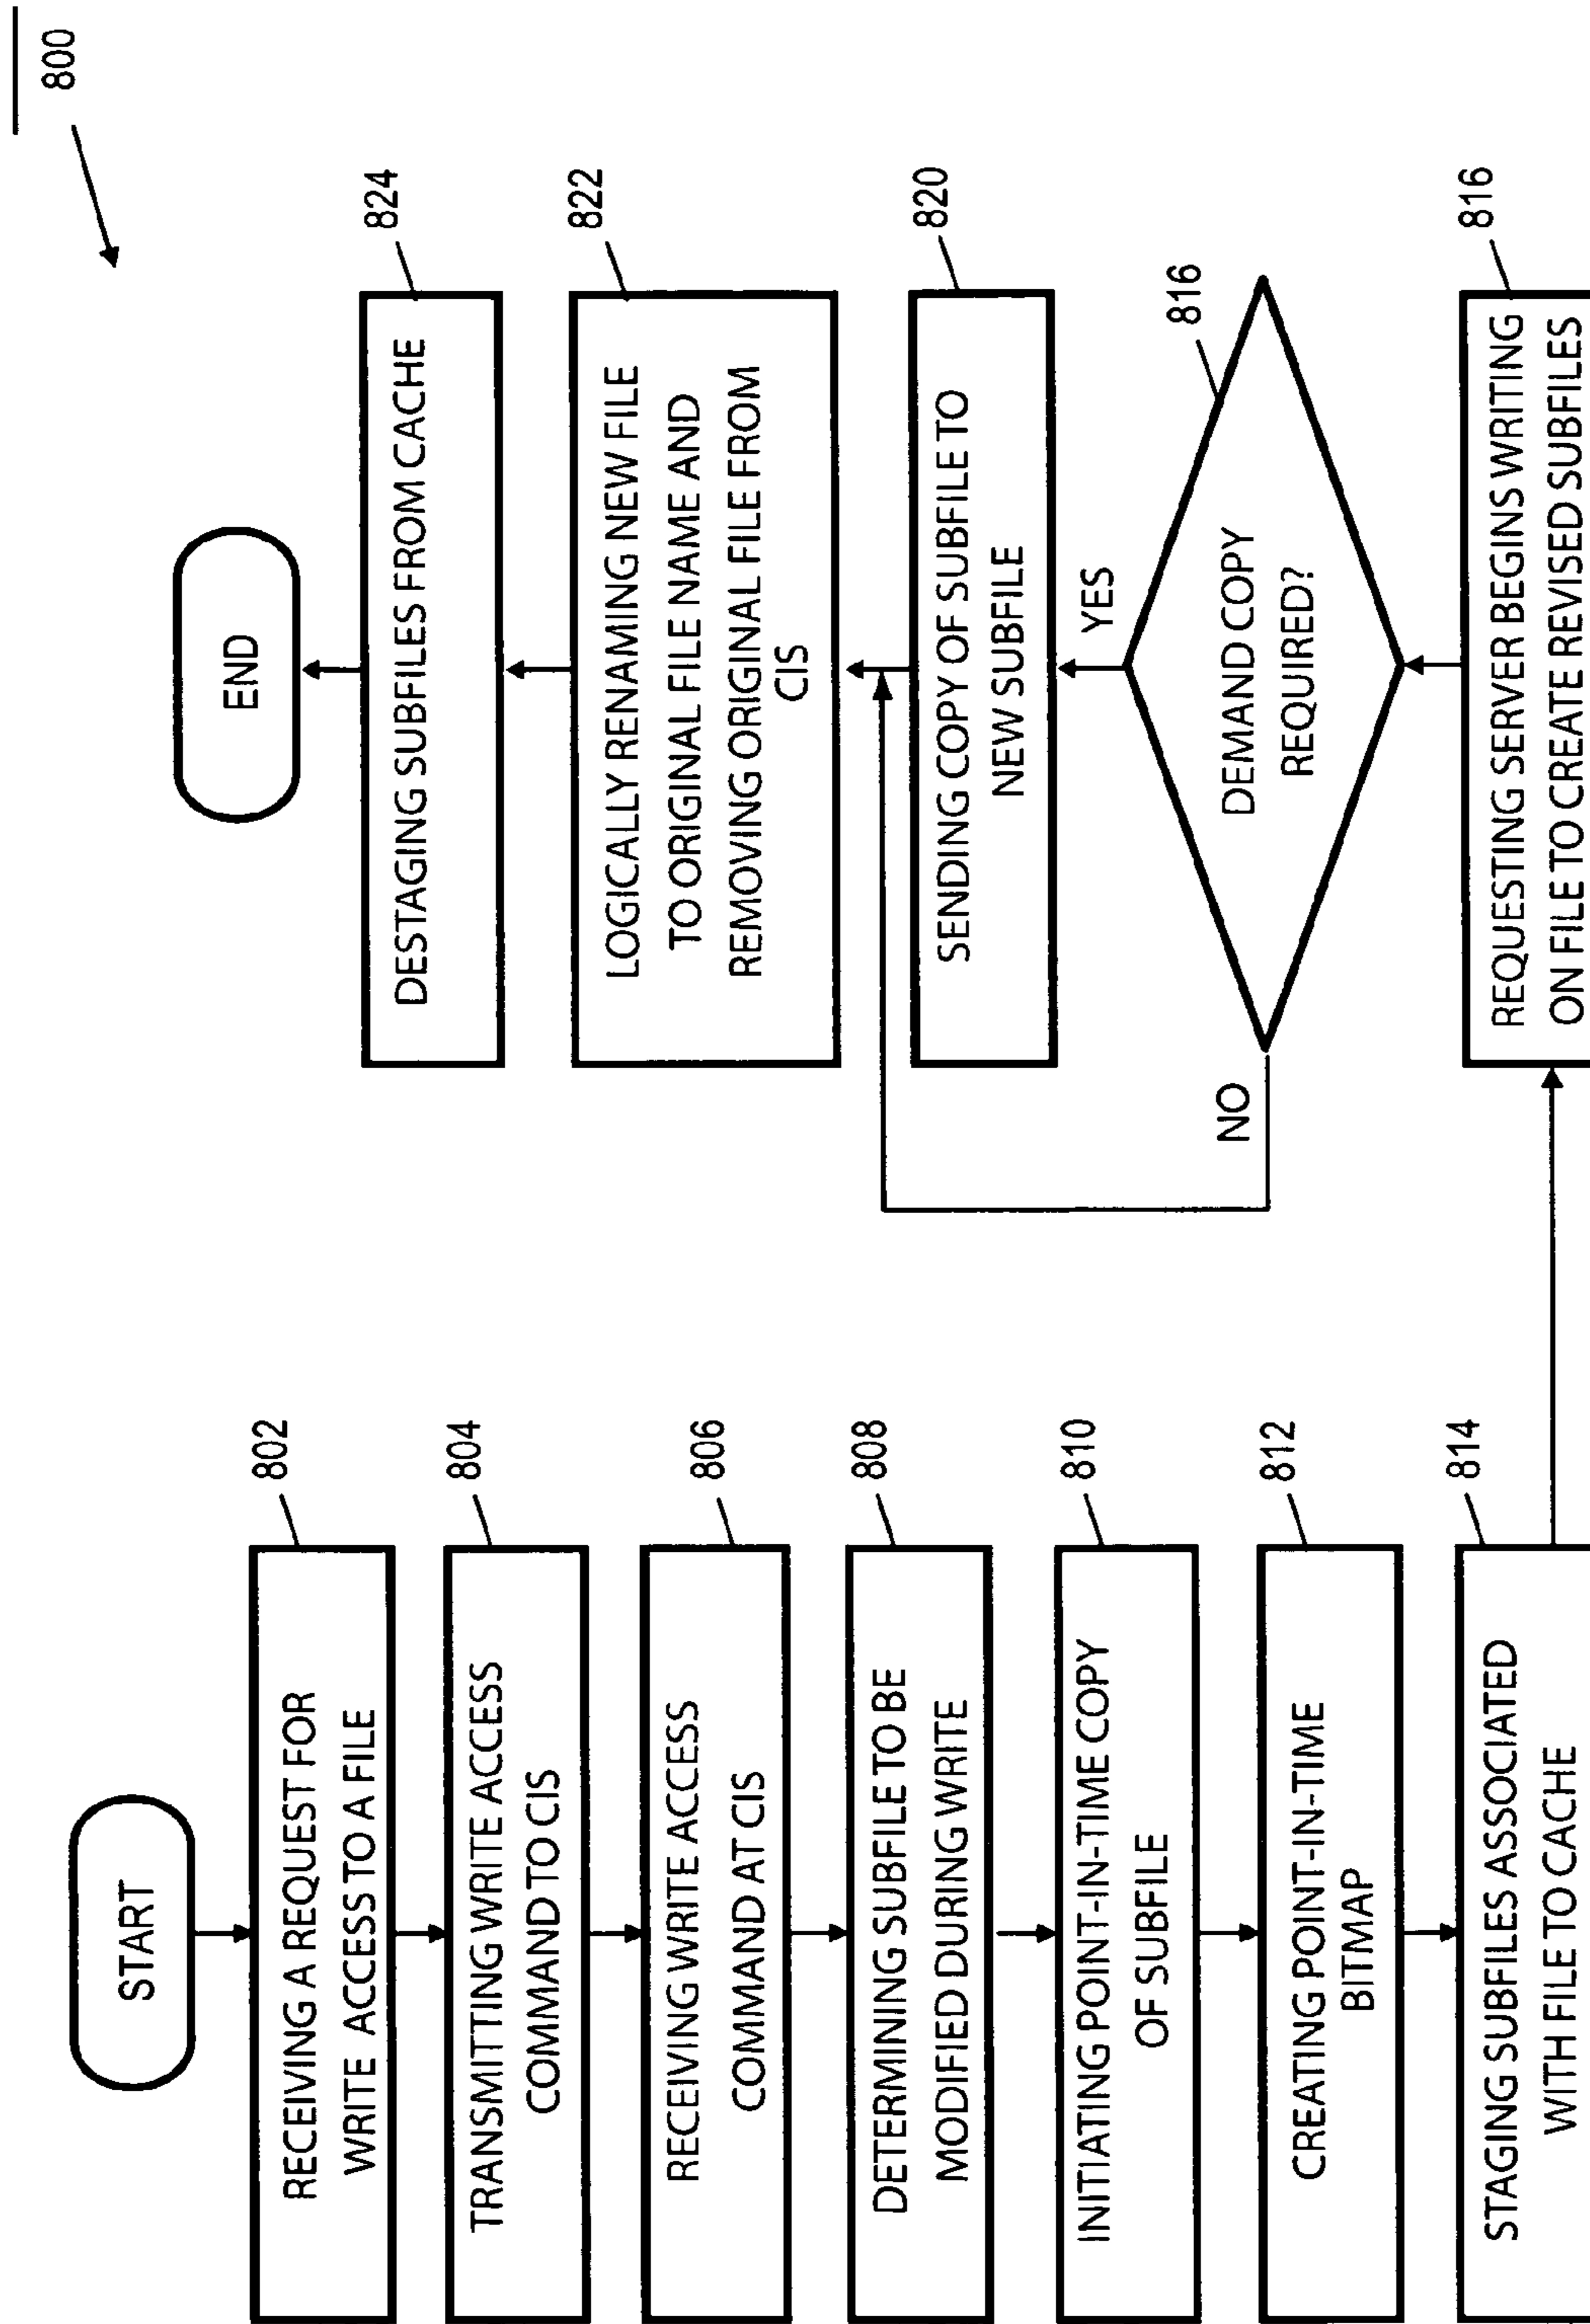 800
START
RECEIVING A REQUEST FOR
WRITE ACCESS TO A FILE
802
TRANSMITTING WRITE ACCESS
COMMAND TO CIS
804
RECEIVING WRITE ACCESS
COMMAND AT CIS
806
DETERMINING SUBFILE TO BE
MODIFIED DURING WRITE
808
INITIATING POINT-IN-TIME COPY
OF SUBFILE
810
CREATING POINT-IN-TIME
BITMAP
812
STAGING SUBFILES ASSOCIATED
WITH FILE TO CACHE
814
REQUESTING SERVER BEGINS WRITING
ON FILE TO CREATE REVISED SUBFILES
816
DEMAND COPY
REQUIRED?
816
NO
YES
SENDING COPY OF SUBFILE TO
NEW SUBFILE
820
LOGICALLY RENAMING NEW FILE
TO ORIGINAL FILE NAME AND
REMOVING ORIGINAL FILE FROM
CIS
822
DESTAGING SUBFILES FROM CACHE
824
END